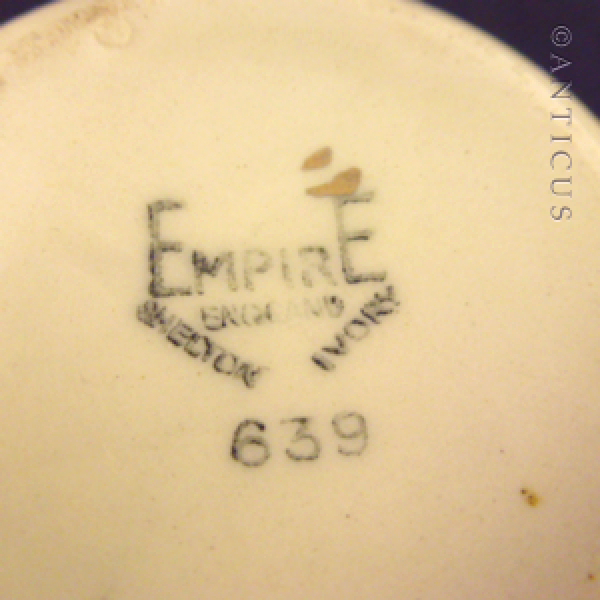 EMPIRE
ENGLAND
SHELTON IVORY
639
© ANTICUS